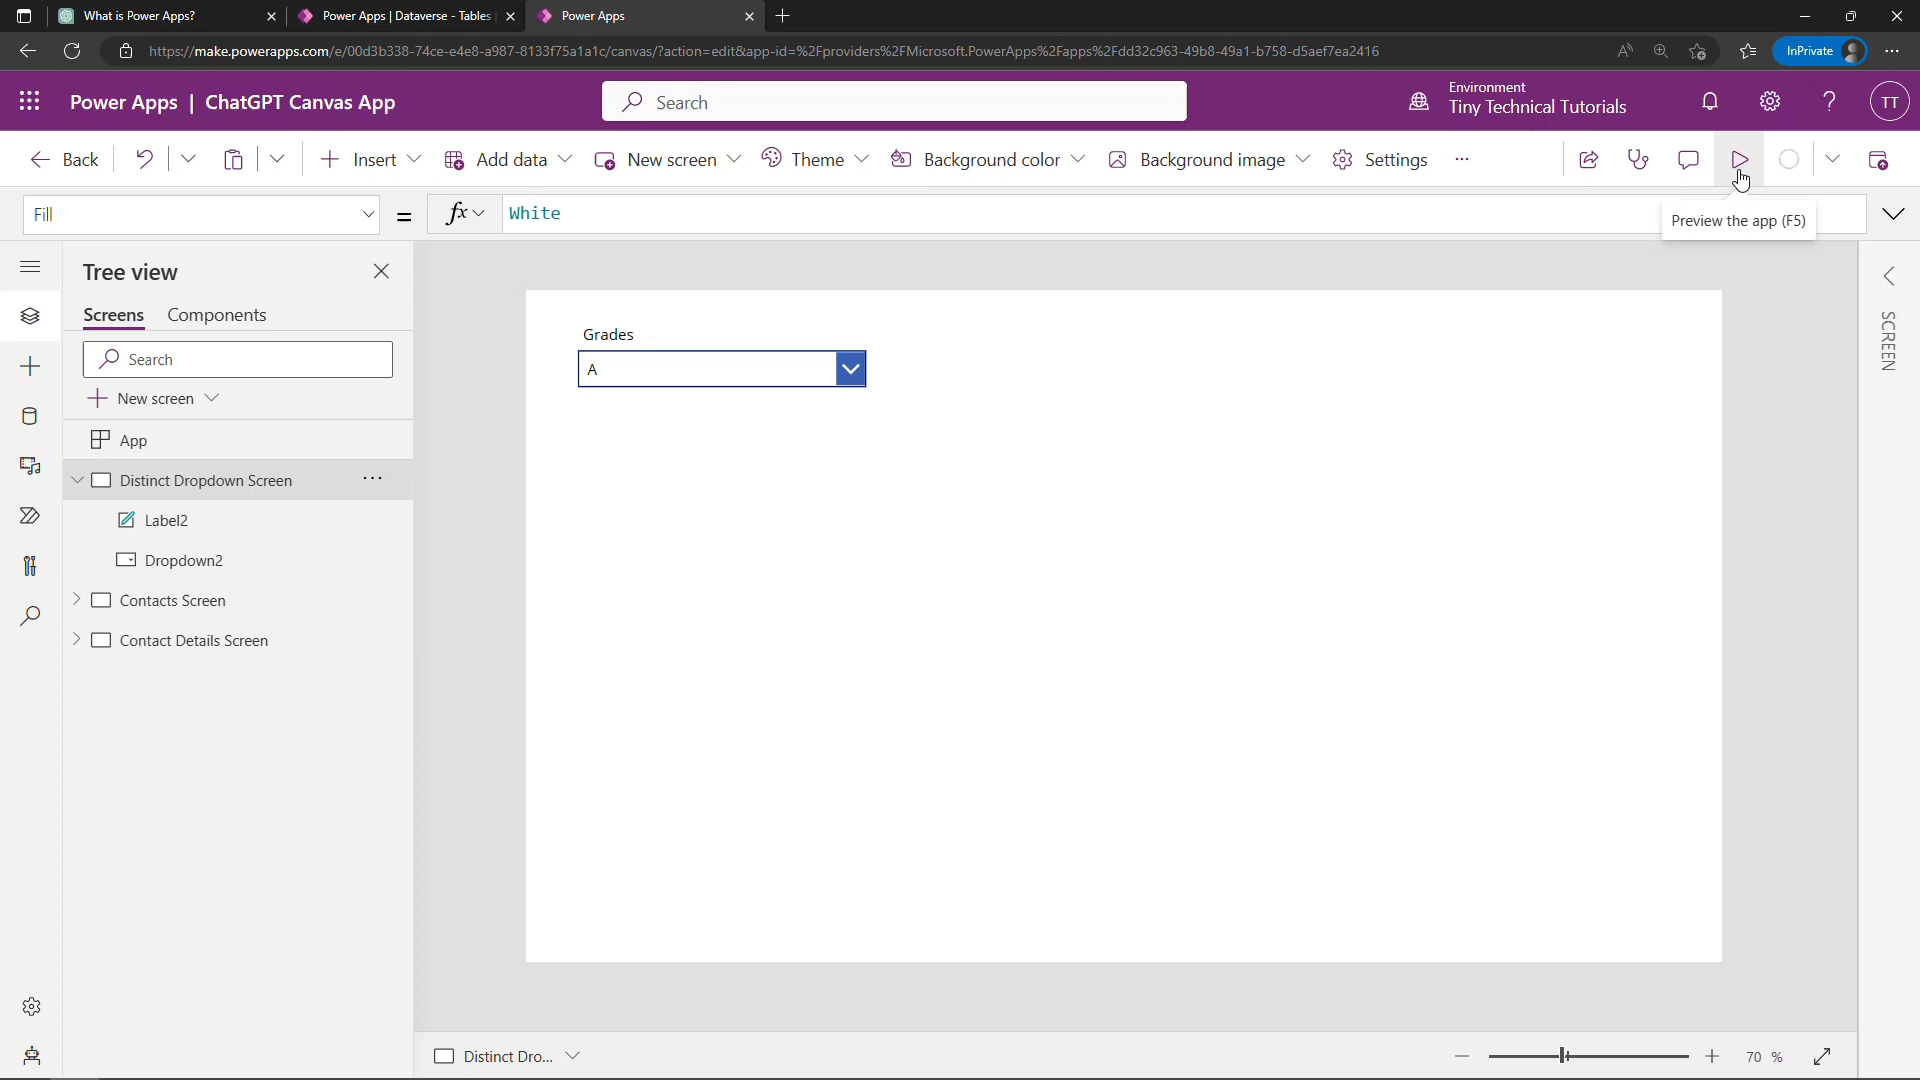 What is Power Apps?
Power Apps | Dataverse - Tables
Power Apps
https://make.powerapps.com/e/00d3b338-74ce-e4e8-a987-8133f75a1a1c/canvas/?action=edit&app-id=%2Fproviders%2FMicrosoft.PowerApps%2Fapps%2Fdd32c963-49b8-49a1-b758-d5aef7ea2416
InPrivate
Power Apps | ChatGPT Canvas App
Search
Environment
Tiny Technical Tutorials
TT
Back
Insert
Add data
New screen
Theme
Background color
Background image
Settings
Fill
=
fx
White
Preview the app (F5)
Tree view
Screens
Components
Search
New screen
App
Distinct Dropdown Screen
Label2
Dropdown2
Contacts Screen
Contact Details Screen
Grades
A
SCREEN
Distinct Dro...
70 %